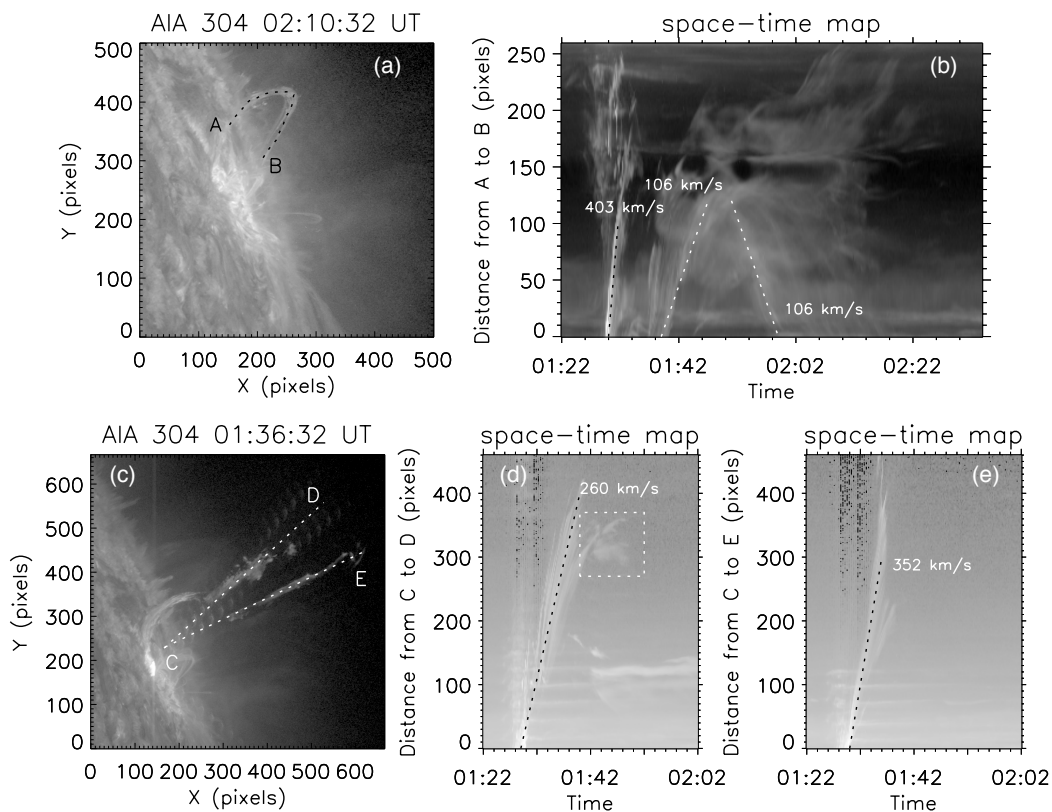 AIA 304 02:10:32 UT
(a)
A
B
Y (pixels)
500
400
300
200
100
0
0 100 200 300 400 500
X (pixels)
space-time map
(b)
Distance from A to B (pixels)
250
200
150
100
50
0
106 km/s
403 km/s
106 km/s
01:22 01:42 02:02 02:22
Time
AIA 304 01:36:32 UT
(c)
D
E
C
Y (pixels)
600
500
400
300
200
100
0
0 100 200 300 400 500 600
X (pixels)
space-time map
(d)
260 km/s
Distance from C to D (pixels)
400
300
200
100
0
01:22 01:42 02:02
Time
space-time map
(e)
352 km/s
Distance from C to E (pixels)
400
300
200
100
0
01:22 01:42 02:02
Time